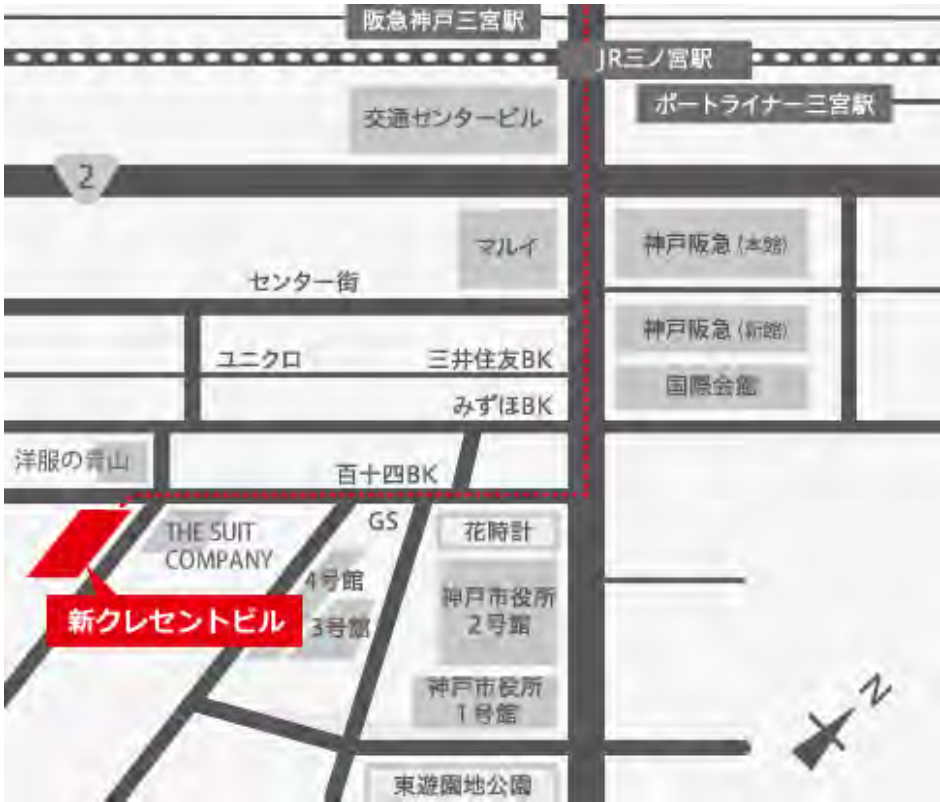 阪急神戸三宮駅
JR三ノ宮駅
ポートライナー三宮駅
交通センタービル
2
マルイ
神戸阪急 (本館)
センター街
神戸阪急 (新館)
ユニクロ
三井住友BK
国際会館
みずほBK
洋服の青山
百十四BK
THE SUIT
COMPANY
GS
花時計
4号館
神戸市役所
2号館
新クレセントビル
3号館
神戸市役所
1号館
N
東遊園地公園